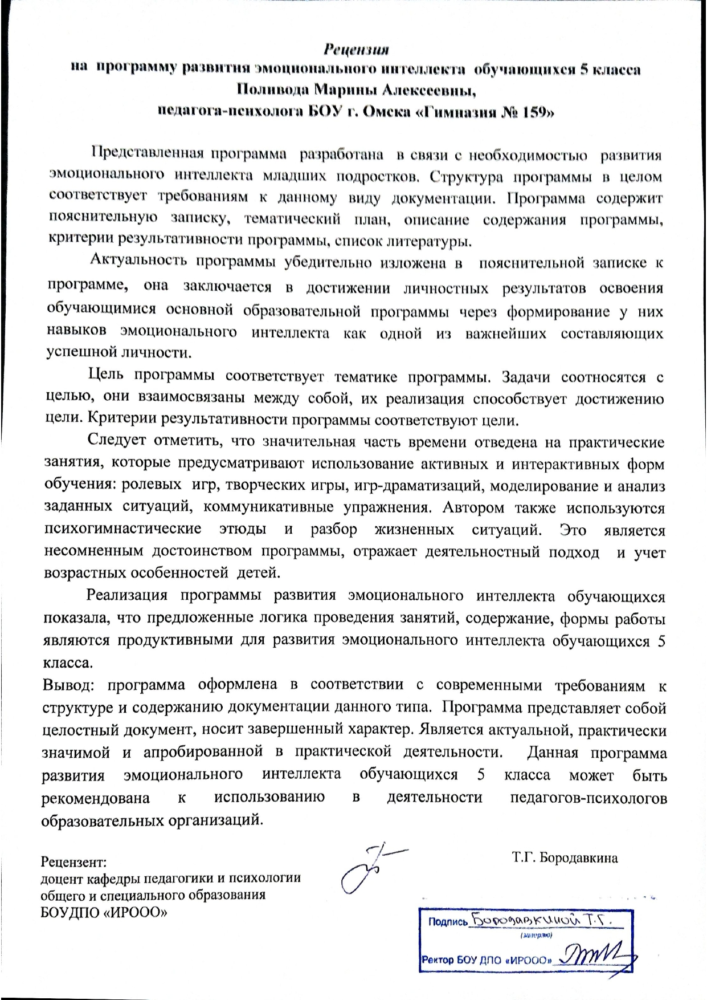 Рецензия
на программу развития эмоционального интеллекта обучающихся 5 класса
Поливода Марины Алексеевны,
педагога-психолога БОУ г. Омска «Гимназия № 159»
Представленная программа разработана в связи с необходимостью развития
эмоционального интеллекта младших подростков. Структура программы в целом
соответствует требованиям к данному виду документации. Программа содержит
пояснительную записку, тематический план, описание содержания программы,
критерии результативности программы, список литературы.
Актуальность программы убедительно изложена в пояснительной записке к
программе, она заключается в достижении личностных результатов освоения
обучающимися основной образовательной программы через формирование у них
навыков эмоционального интеллекта как одной из важнейших составляющих
успешной личности.
Цель программы соответствует тематике программы. Задачи соотносятся с
целью, они взаимосвязаны между собой, их реализация способствует достижению
цели. Критерии результативности программы соответствуют цели.
Следует отметить, что значительная часть времени отведена на практические
занятия, которые предусматривают использование активных и интерактивных форм
обучения: ролевых игр, творческих игры, игр-драматизаций, моделирование и анализ
заданных ситуаций, коммуникативные упражнения. Автором также используются
психогимнастические этюды и разбор жизненных ситуаций. Это является
несомненным достоинством программы, отражает деятельностный подход и учет
возрастных особенностей детей.
Реализация программы развития эмоционального интеллекта обучающихся
показала, что предложенные логика проведения занятий, содержание, формы работы
являются продуктивными для развития эмоционального интеллекта обучающихся 5
класса.
Вывод: программа оформлена в соответствии с современными требованиям к
структуре и содержанию документации данного типа. Программа представляет собой
целостный документ, носит завершенный характер. Является актуальной, практически
значимой и апробированной в практической деятельности. Данная программа
развития эмоционального интеллекта обучающихся 5 класса может быть
рекомендована к использованию в деятельности педагогов-психологов
образовательных организаций.
Рецензент: Т.Г. Бородавкина
доцент кафедры педагогики и психологии
общего и специального образования
БОУДПО «ИРООО»
Подпись Бородавкиной Т.Г.
(заверяю)
Ректор БОУ ДПО «ИРООО»